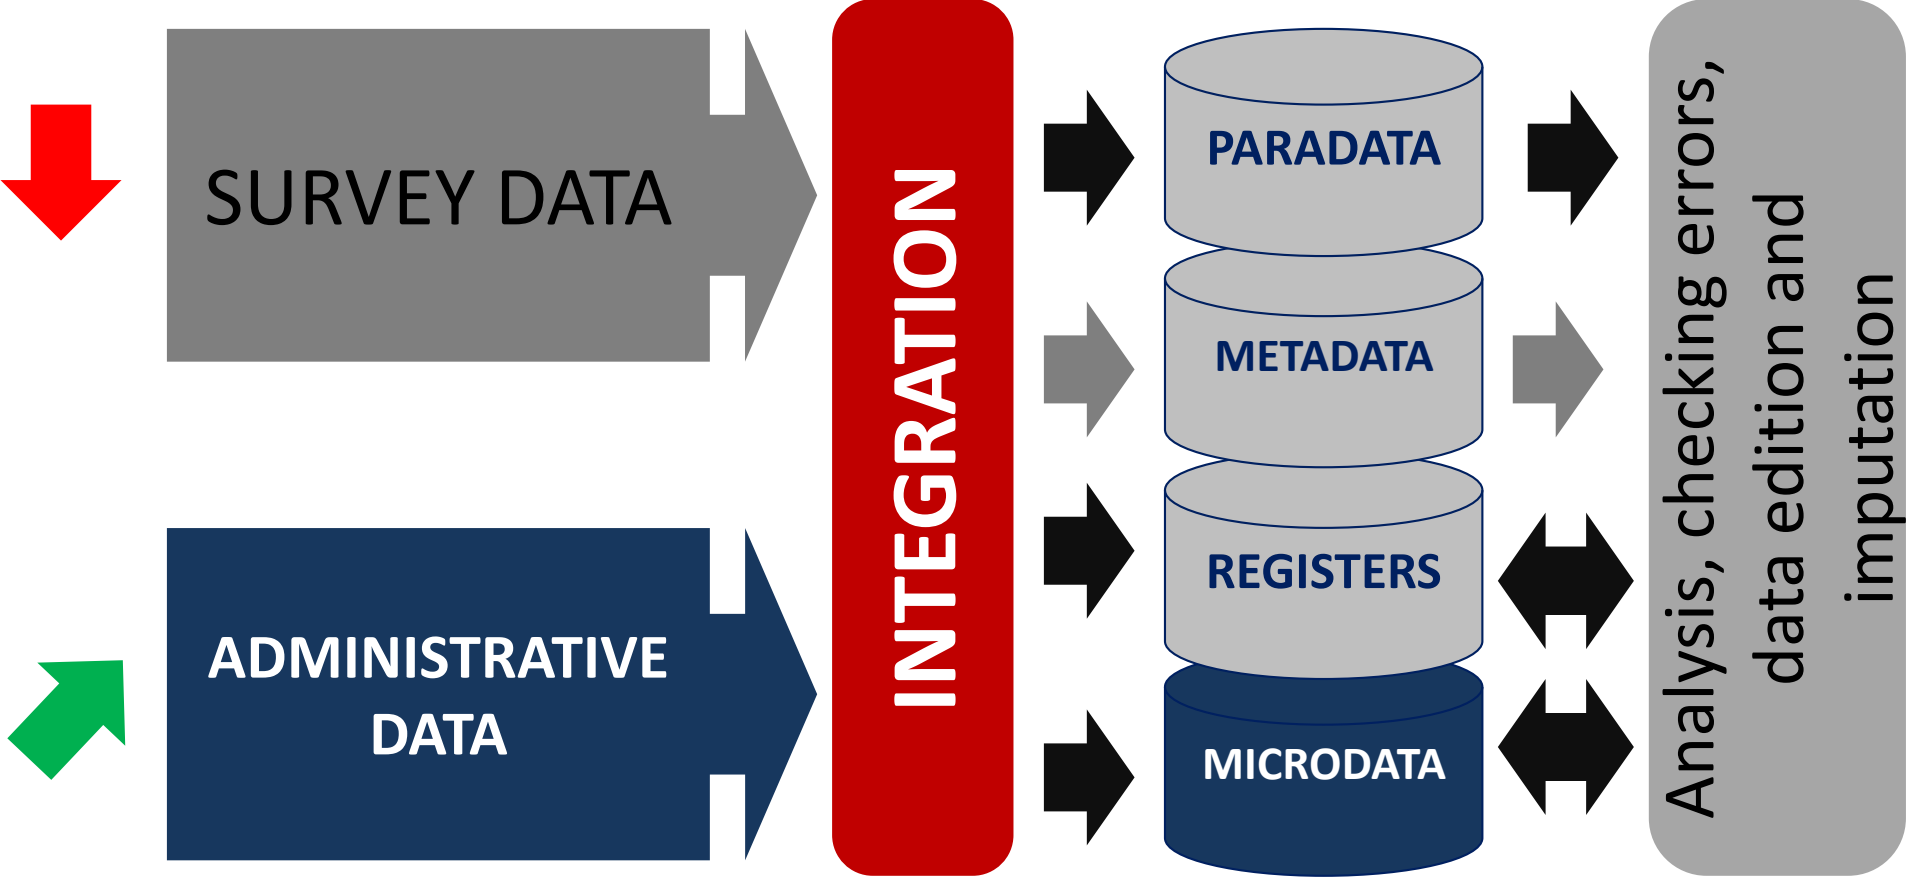 SURVEY DATA
ADMINISTRATIVE
DATA
INTEGRATION
PARADATA
METADATA
REGISTERS
MICRODATA
Analysis, checking errors,
data edition and
imputation